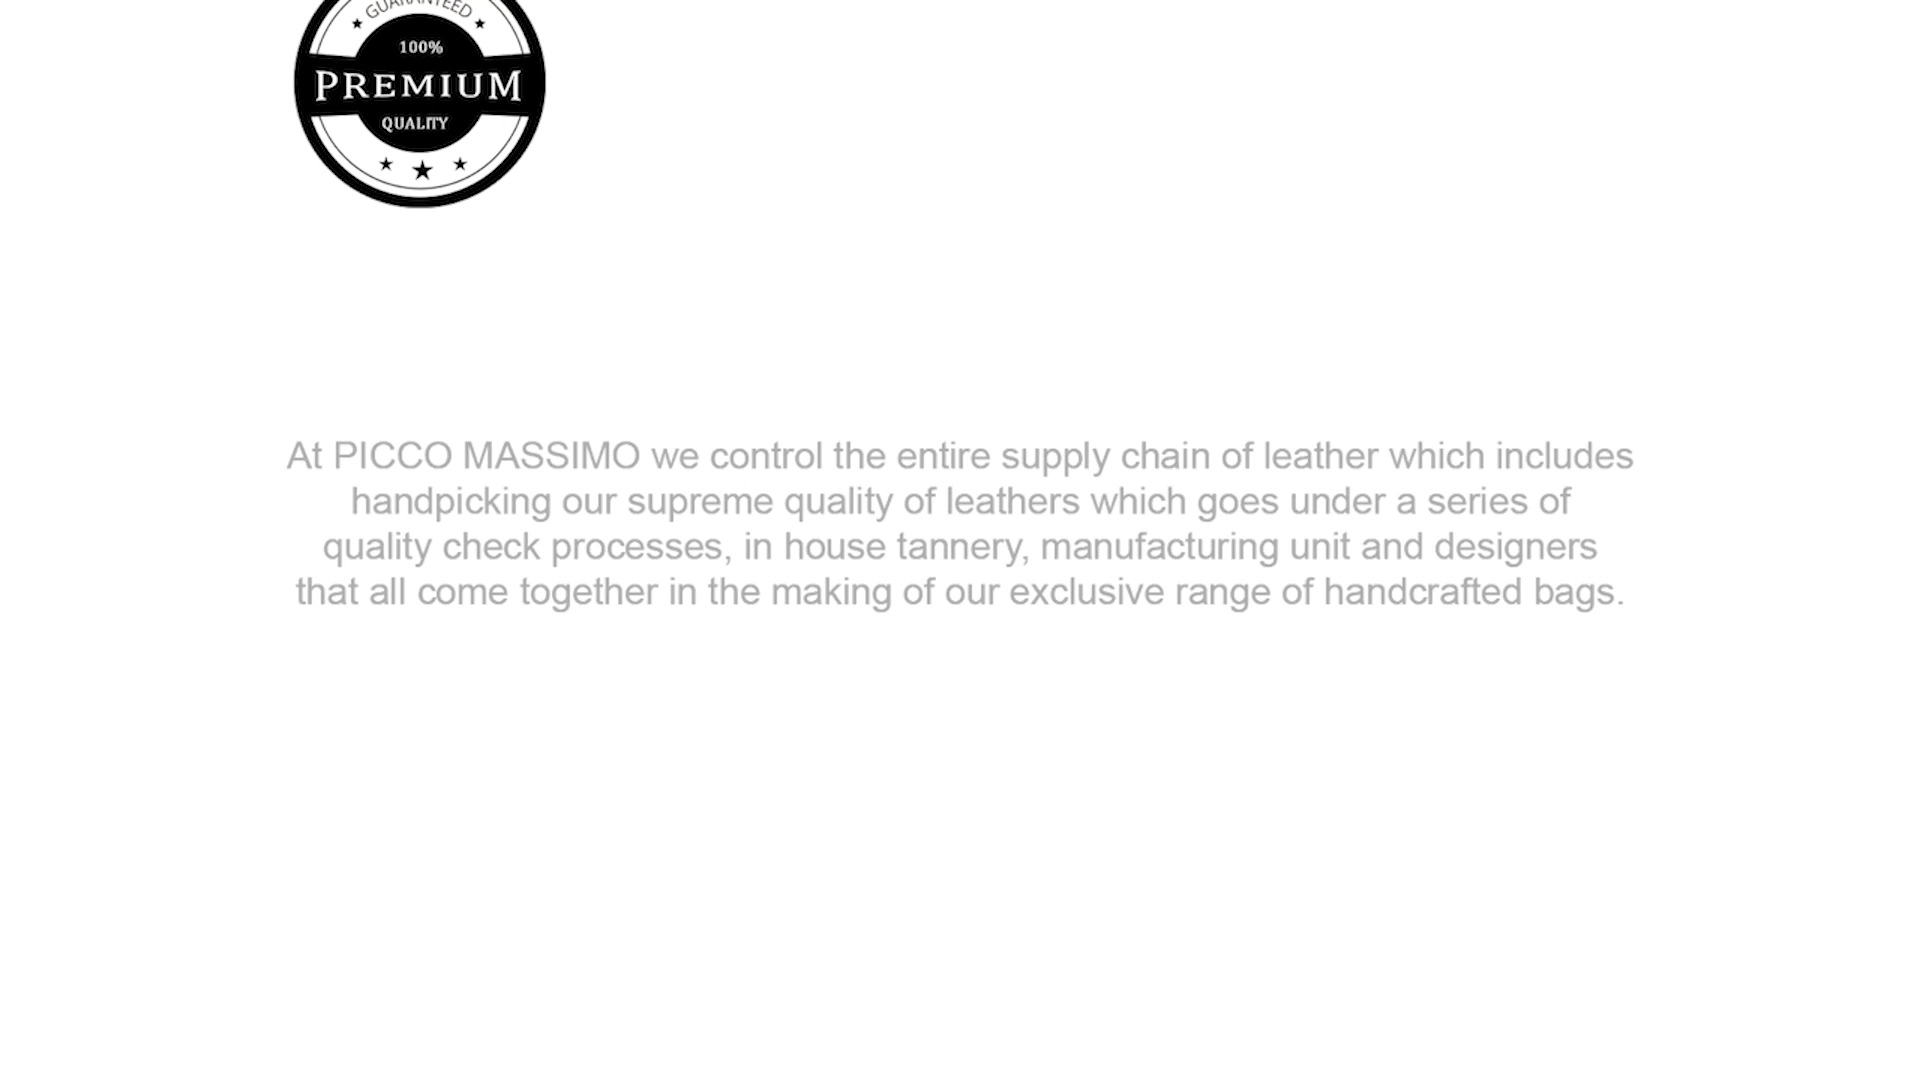 GUARANTEED
100%
PREMIUM
QUALITY
At PICCO MASSIMO we control the entire supply chain of leather which includes
handpicking our supreme quality of leathers which goes under a series of
quality check processes, in house tannery, manufacturing unit and designers
that all come together in the making of our exclusive range of handcrafted bags.